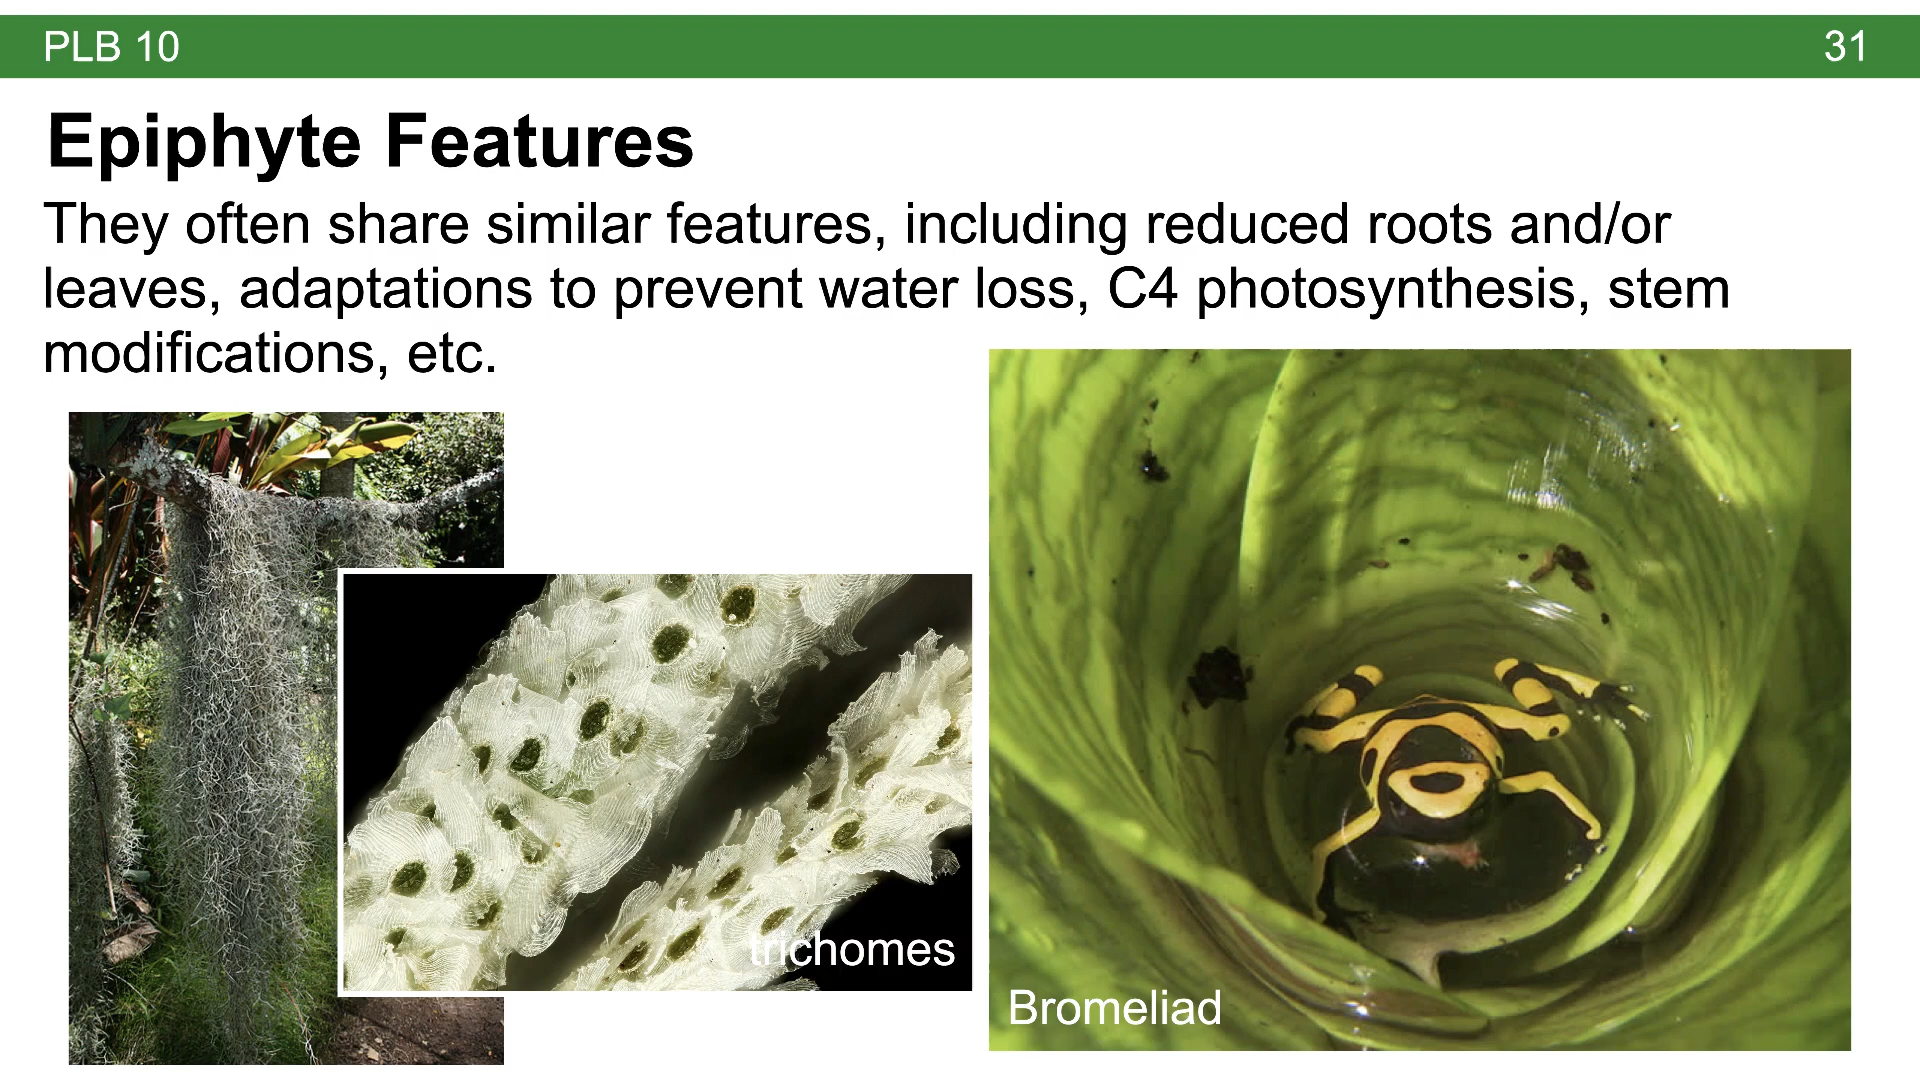 PLB 10
31
Epiphyte Features
They often share similar features, including reduced roots and/or
leaves, adaptations to prevent water loss, C4 photosynthesis, stem
modifications, etc.
trichomes
Bromeliad